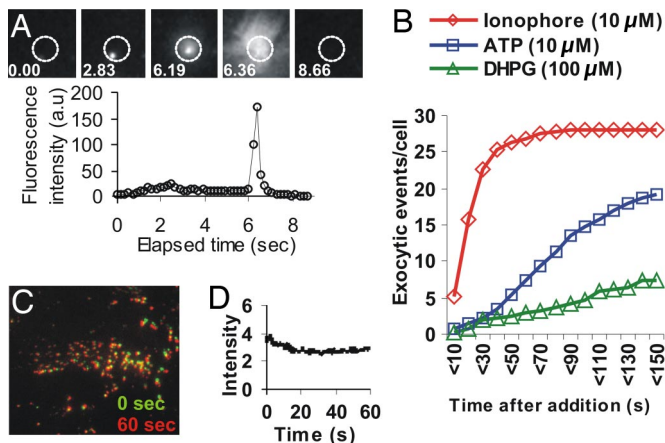 A
0.00 2.83 6.19 6.36 8.66
Fluorescence
intensity (a.u)
200
150
100
50
0
0 2 4 6 8
Elapsed time (sec)
B
Ionophore (10 µM)
ATP (10 µM)
DHPG (100 µM)
Exocytic events/cell
30
25
20
15
10
5
0
<10 <30 <50 <70 <90 <110 <130 <150
Time after addition (s)
C
0 sec
60 sec
D
Intensity
6
4
2
0
0 20 40 60
Time (s)